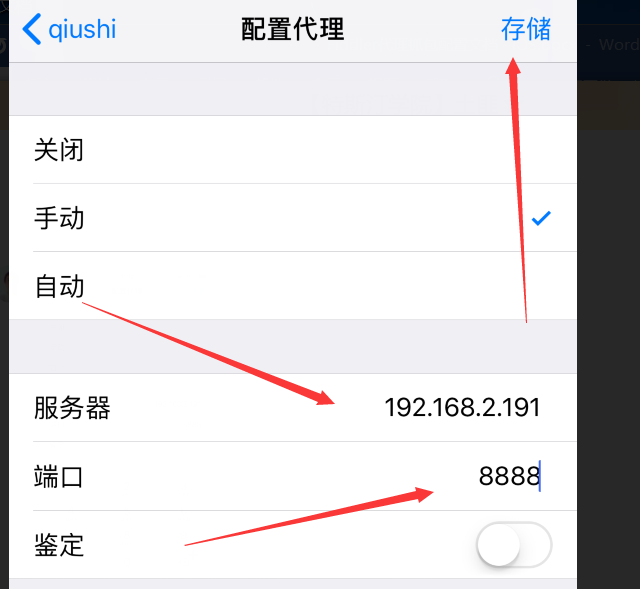 qiushi 配置代理 存储
Word
关闭
手动
自动
服务器 192.168.2.191
端口 8888
鉴定